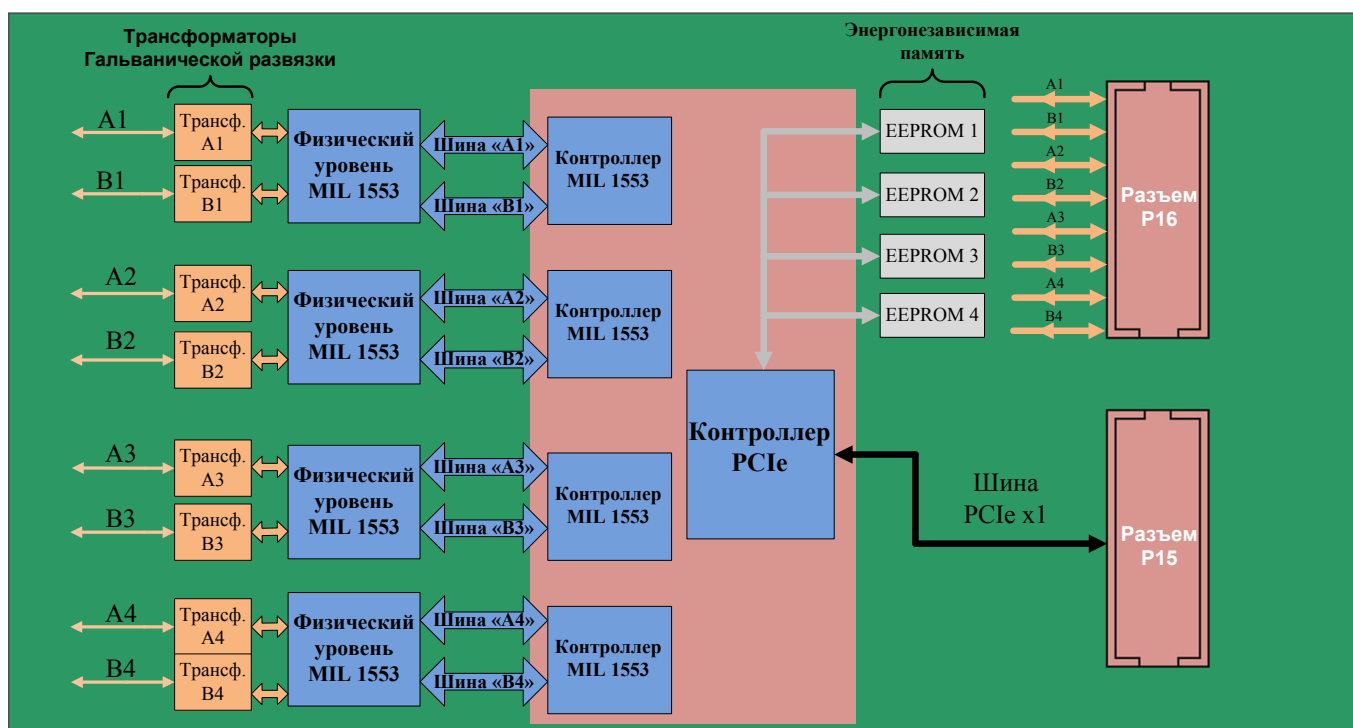 Трансформаторы
Гальванической развязки
A1
Трансф.
A1
B1
Трансф.
B1
Физический
уровень
MIL 1553
Шина «A1»
Шина «B1»
Контроллер
MIL 1553
A2
Трансф.
A2
B2
Трансф.
B2
Физический
уровень
MIL 1553
Шина «A2»
Шина «B2»
Контроллер
MIL 1553
A3
Трансф.
A3
B3
Трансф.
B3
Физический
уровень
MIL 1553
Шина «A3»
Шина «B3»
Контроллер
MIL 1553
A4
Трансф.
A4
B4
Трансф.
B4
Физический
уровень
MIL 1553
Шина «A4»
Шина «B4»
Контроллер
MIL 1553
Контроллер
PCIe
Энергонезависимая
память
EEPROM 1
EEPROM 2
EEPROM 3
EEPROM 4
A1
B1
A2
B2
A3
B3
A4
B4
Разъем
P16
Шина
PCIe x1
Разъем
P15